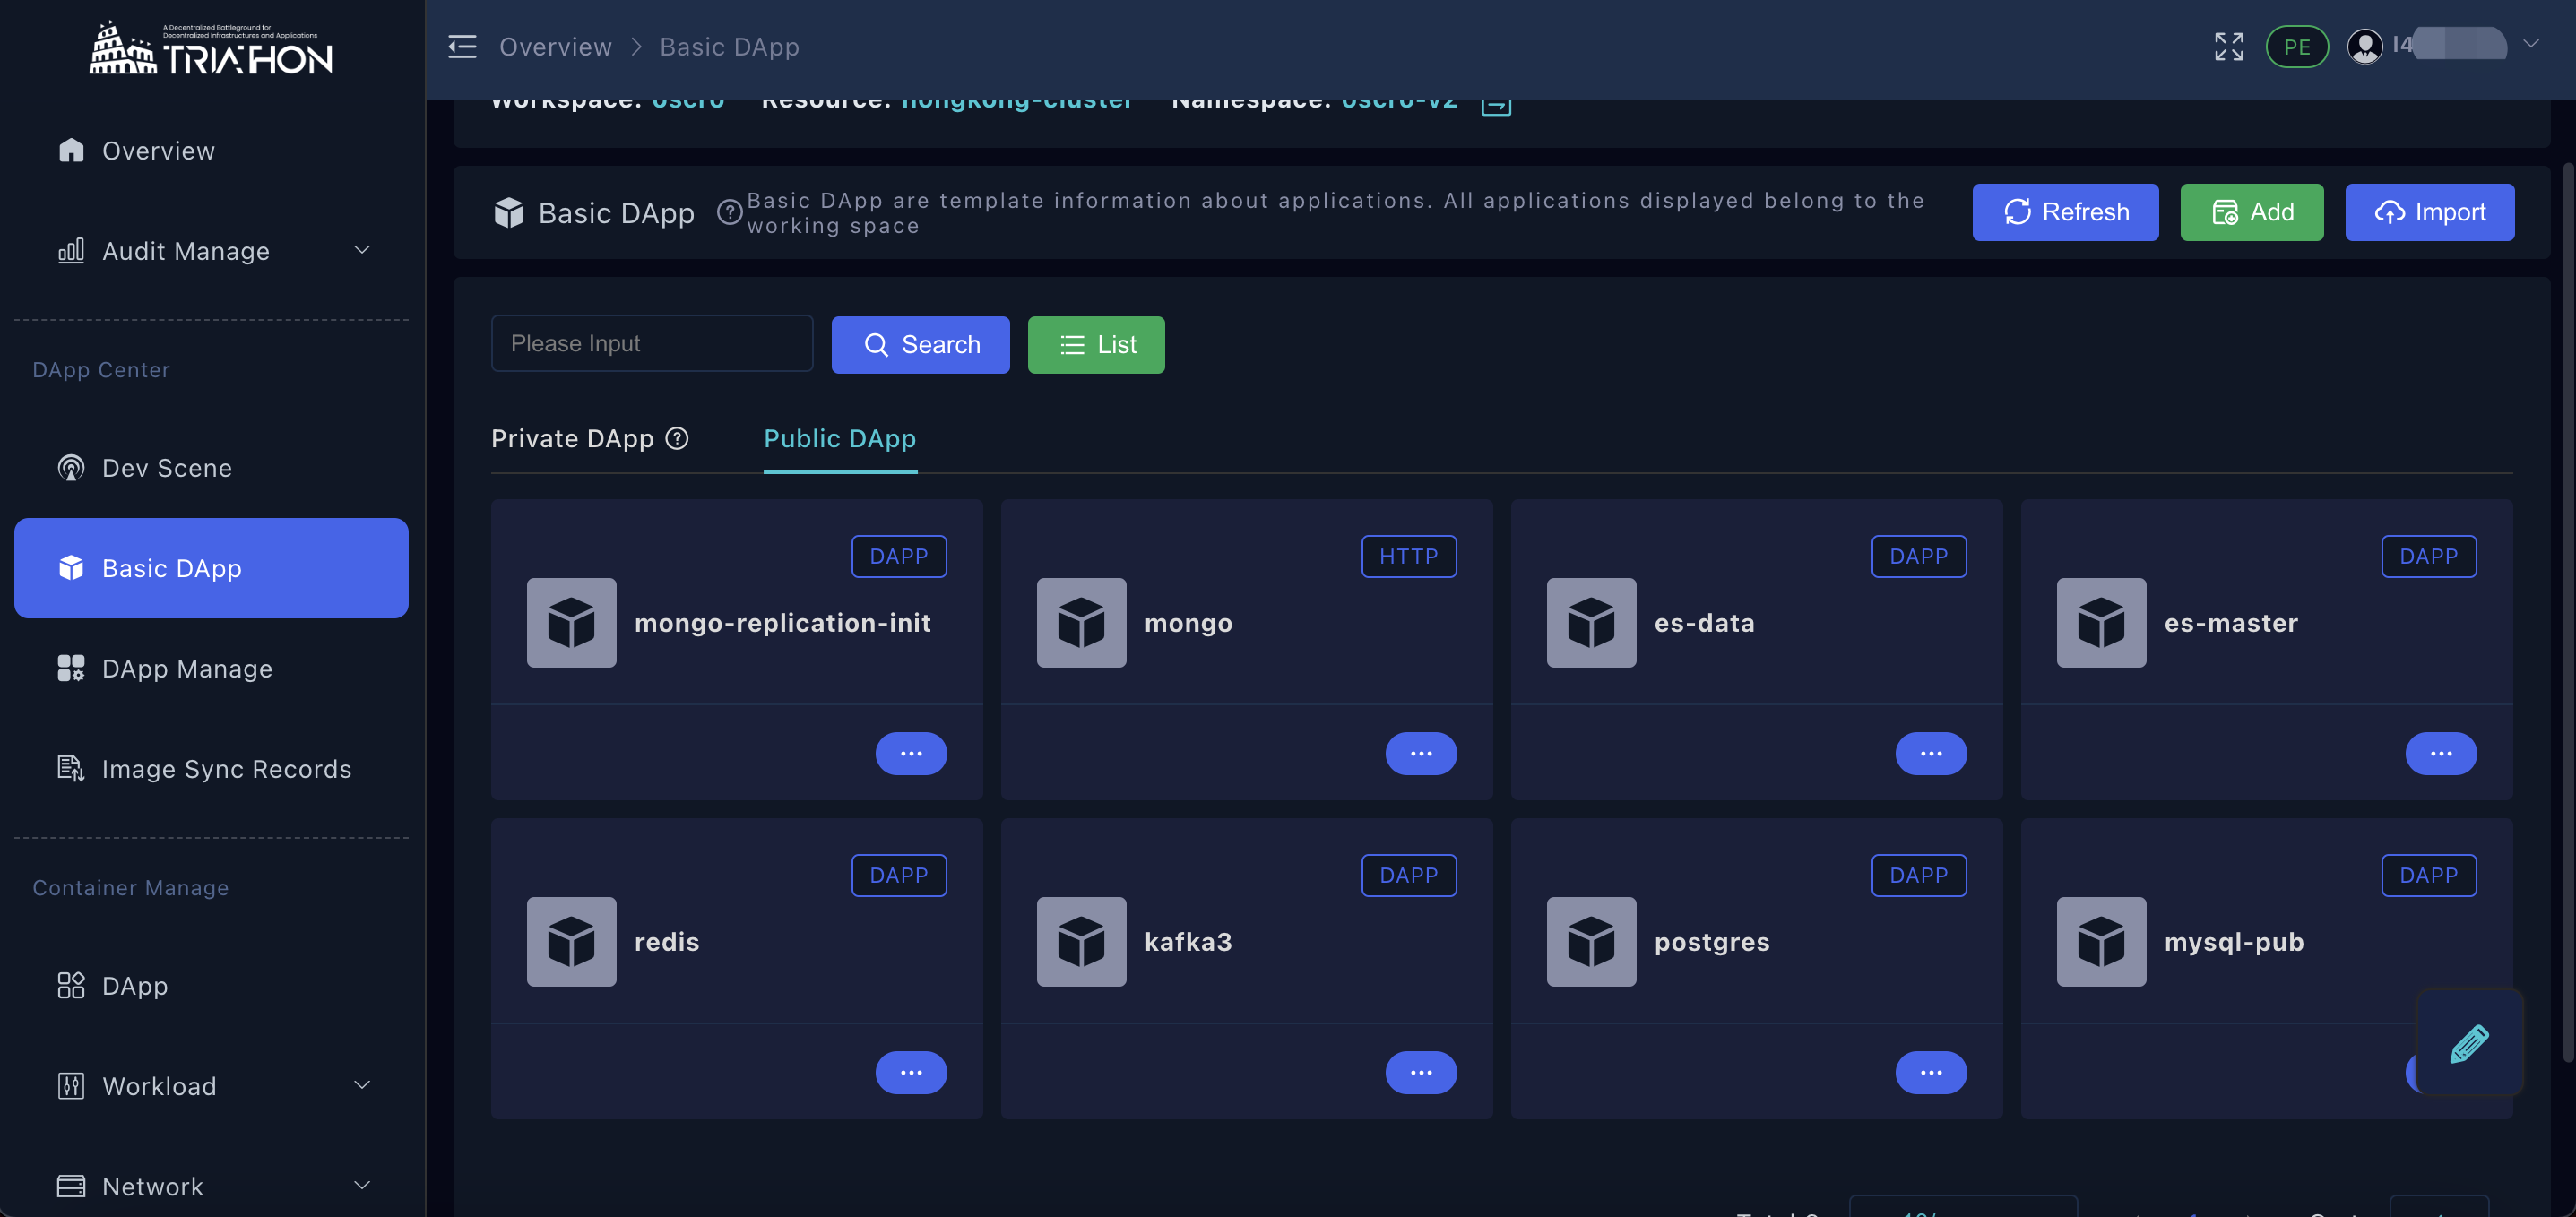 A Decentralized Battleground for
Decentralized Infrastructures and Applications
TRIATHON
Overview
Audit Manage
DApp Center
Dev Scene
Basic DApp
DApp Manage
Image Sync Records
Container Manage
DApp
Workload
Network
Overview > Basic DApp
PE
I4
Workspace: Resource: hongkong-cluster Namespace:
Basic DApp
Basic DApp are template information about applications. All applications displayed belong to the
working space
Refresh
Add
Import
Please Input
Search
List
Private DApp
Public DApp
DAPP
mongo-replication-init
HTTP
mongo
DAPP
es-data
DAPP
es-master
DAPP
redis
DAPP
kafka3
DAPP
postgres
DAPP
mysql-pub